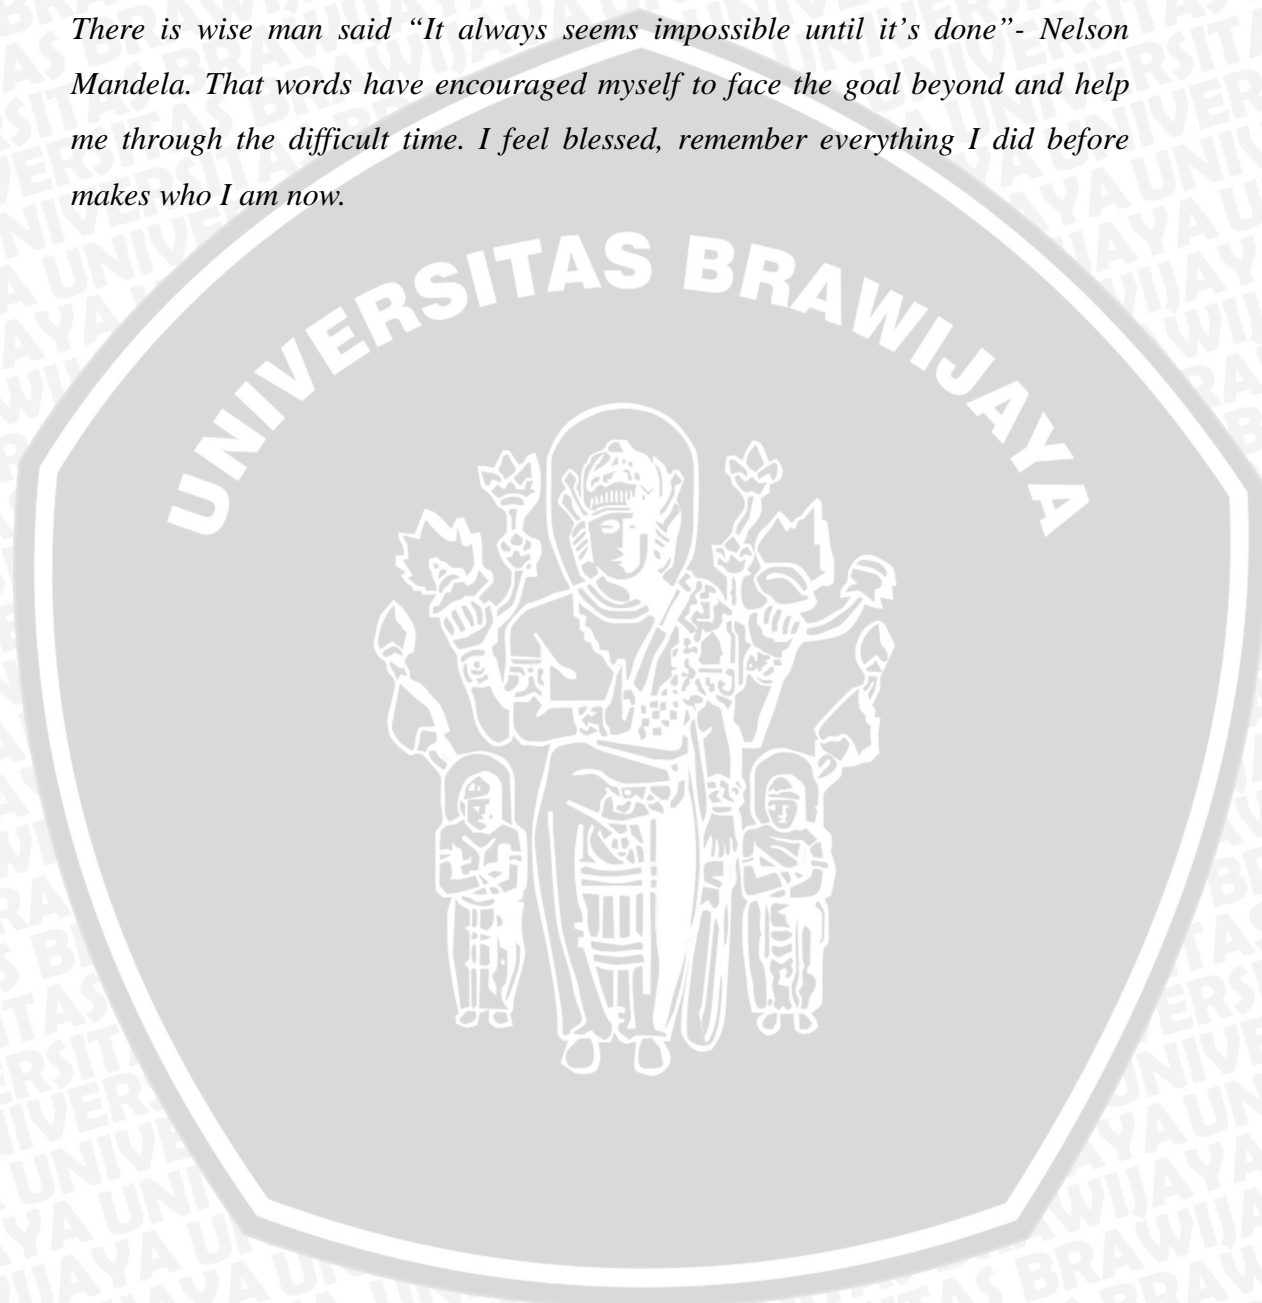 There is wise man said “It always seems impossible until it’s done”- Nelson
Mandela. That words have encouraged myself to face the goal beyond and help
me through the difficult time. I feel blessed, remember everything I did before
makes who I am now.
UNIVERSITAS BRAWIJAYA